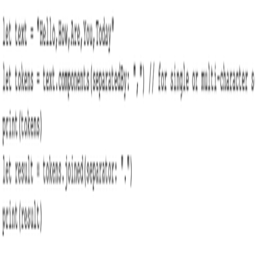 let text = "Hello,How,Are,You,Today"
let tokens = text.components(separatedBy: ",") // for single or multi-character s
print(tokens)
let result = tokens.joined(separator: ".")
print(result)